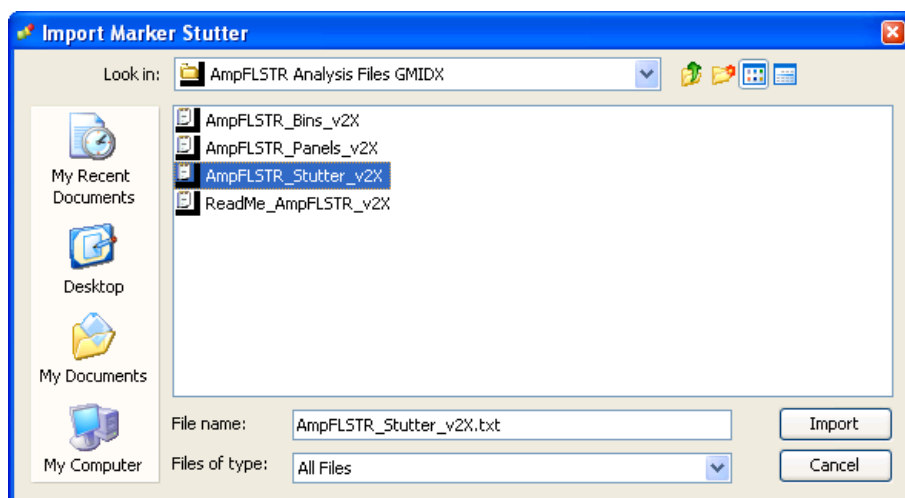 Import Marker Stutter
Look in:
AmpFLSTR Analysis Files GMIDX
My Recent
Documents
Desktop
My Documents
My Computer
AmpFLSTR_Bins_v2X
AmpFLSTR_Panels_v2X
AmpFLSTR_Stutter_v2X
ReadMe_AmpFLSTR_v2X
File name:
AmpFLSTR_Stutter_v2X.txt
Import
Files of type:
All Files
Cancel